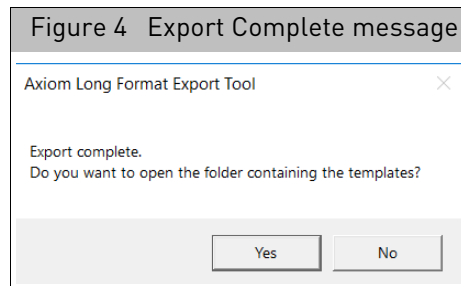 Figure 4 Export Complete message
Axiom Long Format Export Tool
Export complete.
Do you want to open the folder containing the templates?
Yes No